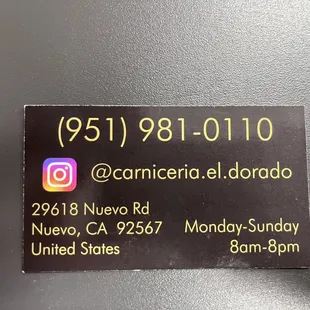 (951) 981-0110
@carniceria.el.dorado
29618 Nuevo Rd
Nuevo, CA 92567
United States
Monday-Sunday
8am-8pm